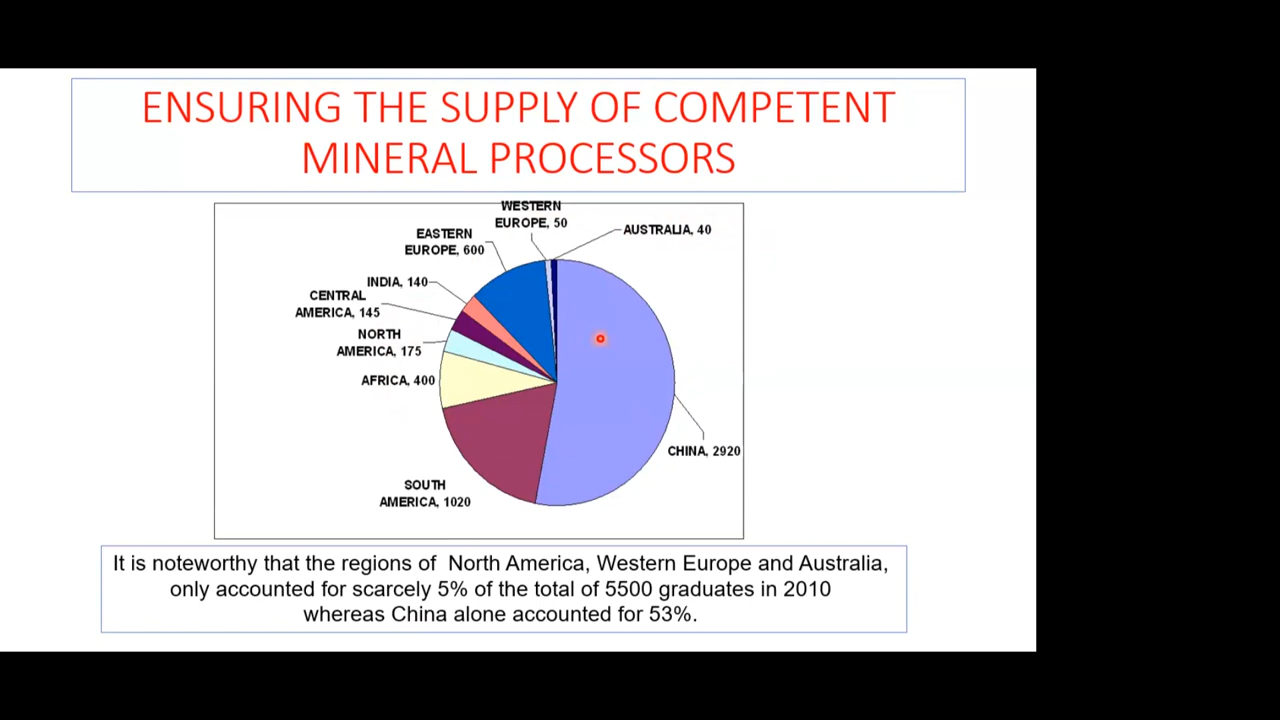 ENSURING THE SUPPLY OF COMPETENT
MINERAL PROCESSORS
WESTERN
EUROPE, 50
AUSTRALIA, 40
EASTERN
EUROPE, 600
INDIA, 140
CENTRAL
AMERICA, 145
NORTH
AMERICA, 175
AFRICA, 400
CHINA, 2920
SOUTH
AMERICA, 1020
It is noteworthy that the regions of North America, Western Europe and Australia,
only accounted for scarcely 5% of the total of 5500 graduates in 2010
whereas China alone accounted for 53%.